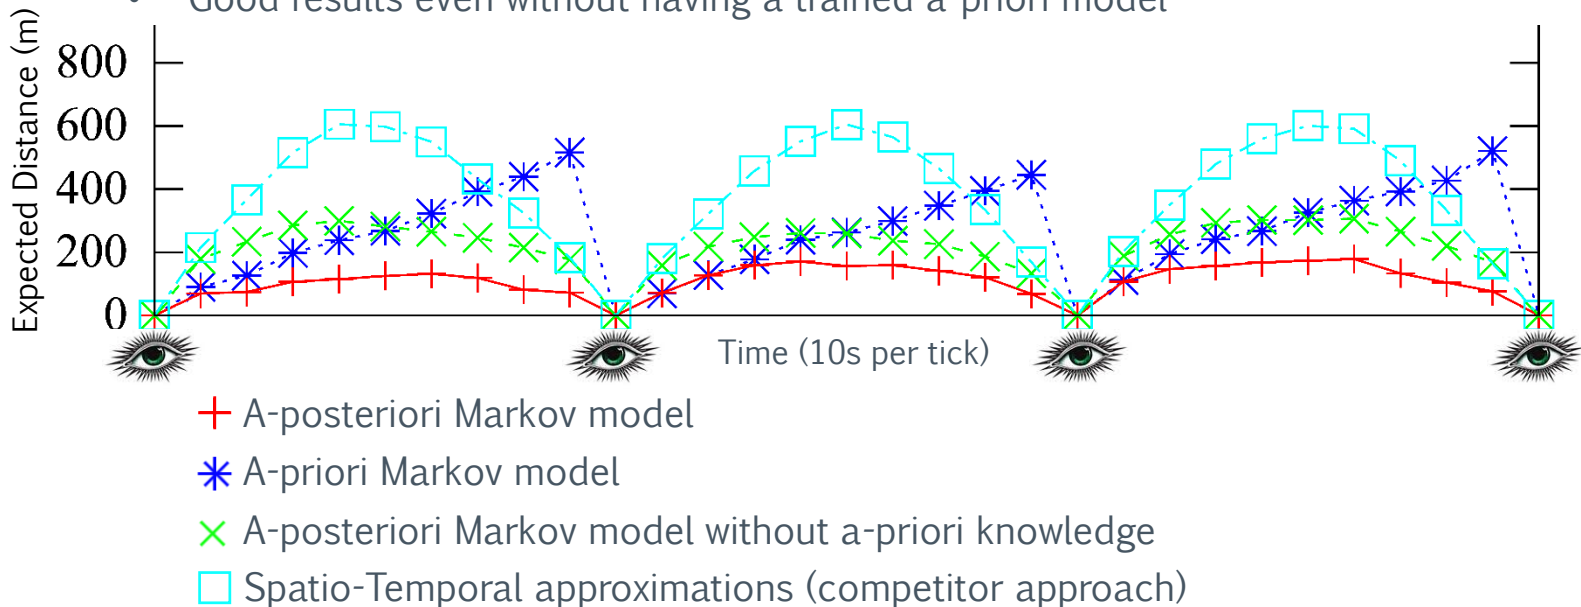 Good results even without having a trained a priori model
Expected Distance (m)
800
600
400
200
0
Time (10s per tick)
A-posteriori Markov model
A-priori Markov model
A-posteriori Markov model without a-priori knowledge
Spatio-Temporal approximations (competitor approach)